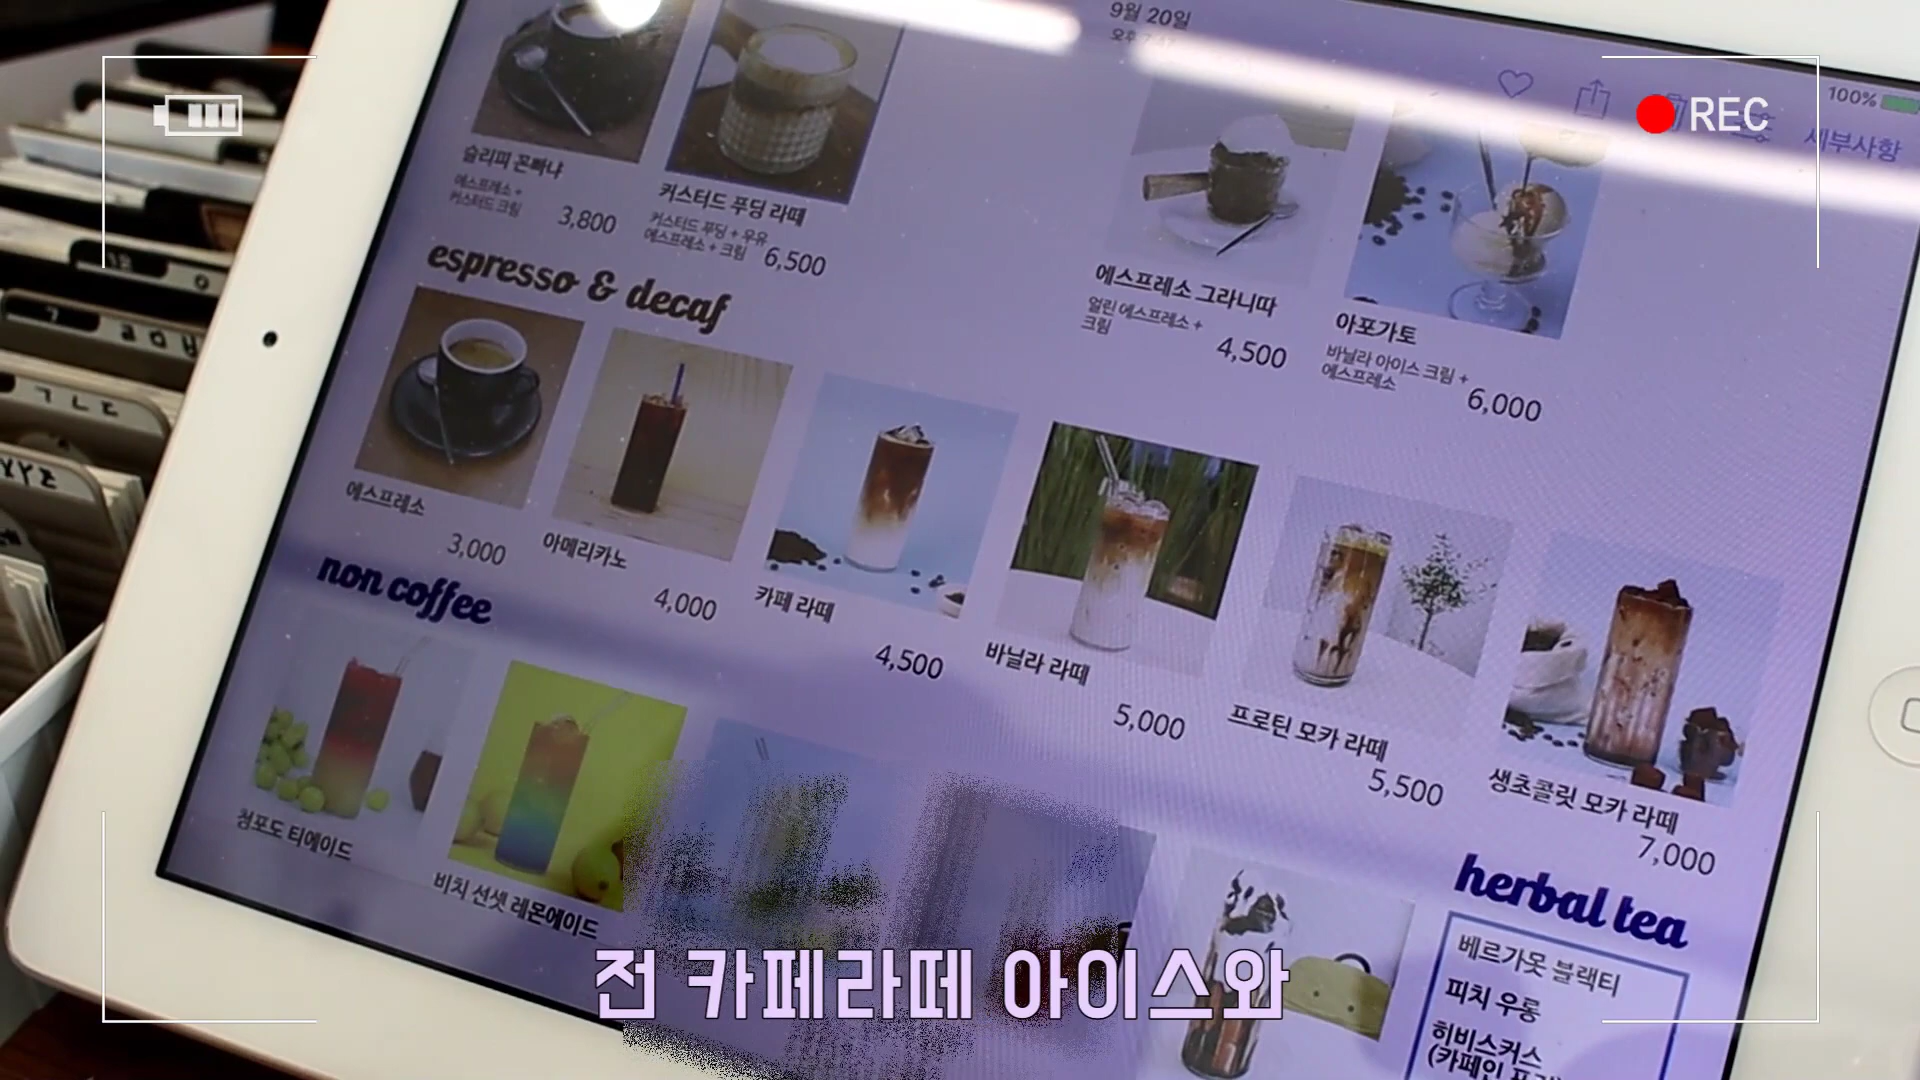 9월 20일
100%
REC
세부사항
슬리피 꼰빠냐
에스프레소 +
커스터드 크림
3,800
커스터드 푸딩 라떼
커스터드 푸딩 + 우유
에스프레소 + 크림
6,500
에스프레소 그라니따
얼린 에스프레소 +
크림
4,500
아포가토
바닐라 아이스 크림 +
에스프레소
6,000
espresso & decaf
에스프레소
3,000
아메리카노
4,000
카페 라떼
4,500
바닐라 라떼
5,000
프로틴 모카 라떼
5,500
생초콜릿 모카 라떼
7,000
non coffee
청포도 티에이드
비치 선셋 레몬에이드
herbal tea
베르가못 블랙티
피치 우롱
히비스커스
(카페인
전 카페라떼 아이스와